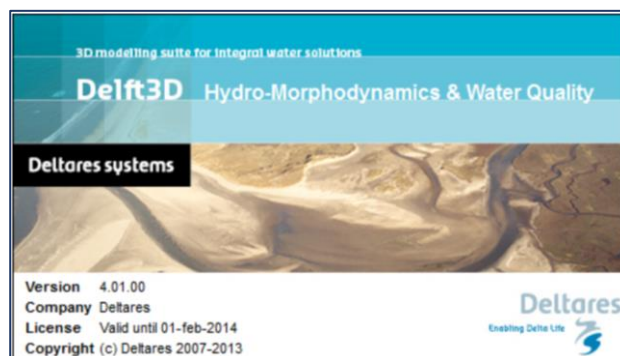 3D modelling suite for integral water solutions
Delft3D Hydro-Morphodynamics & Water Quality
Deltares systems
Version 4.01.00
Company Deltares
License Valid until 01-feb-2014
Copyright (c) Deltares 2007-2013
Deltares
Enabling Delta Life